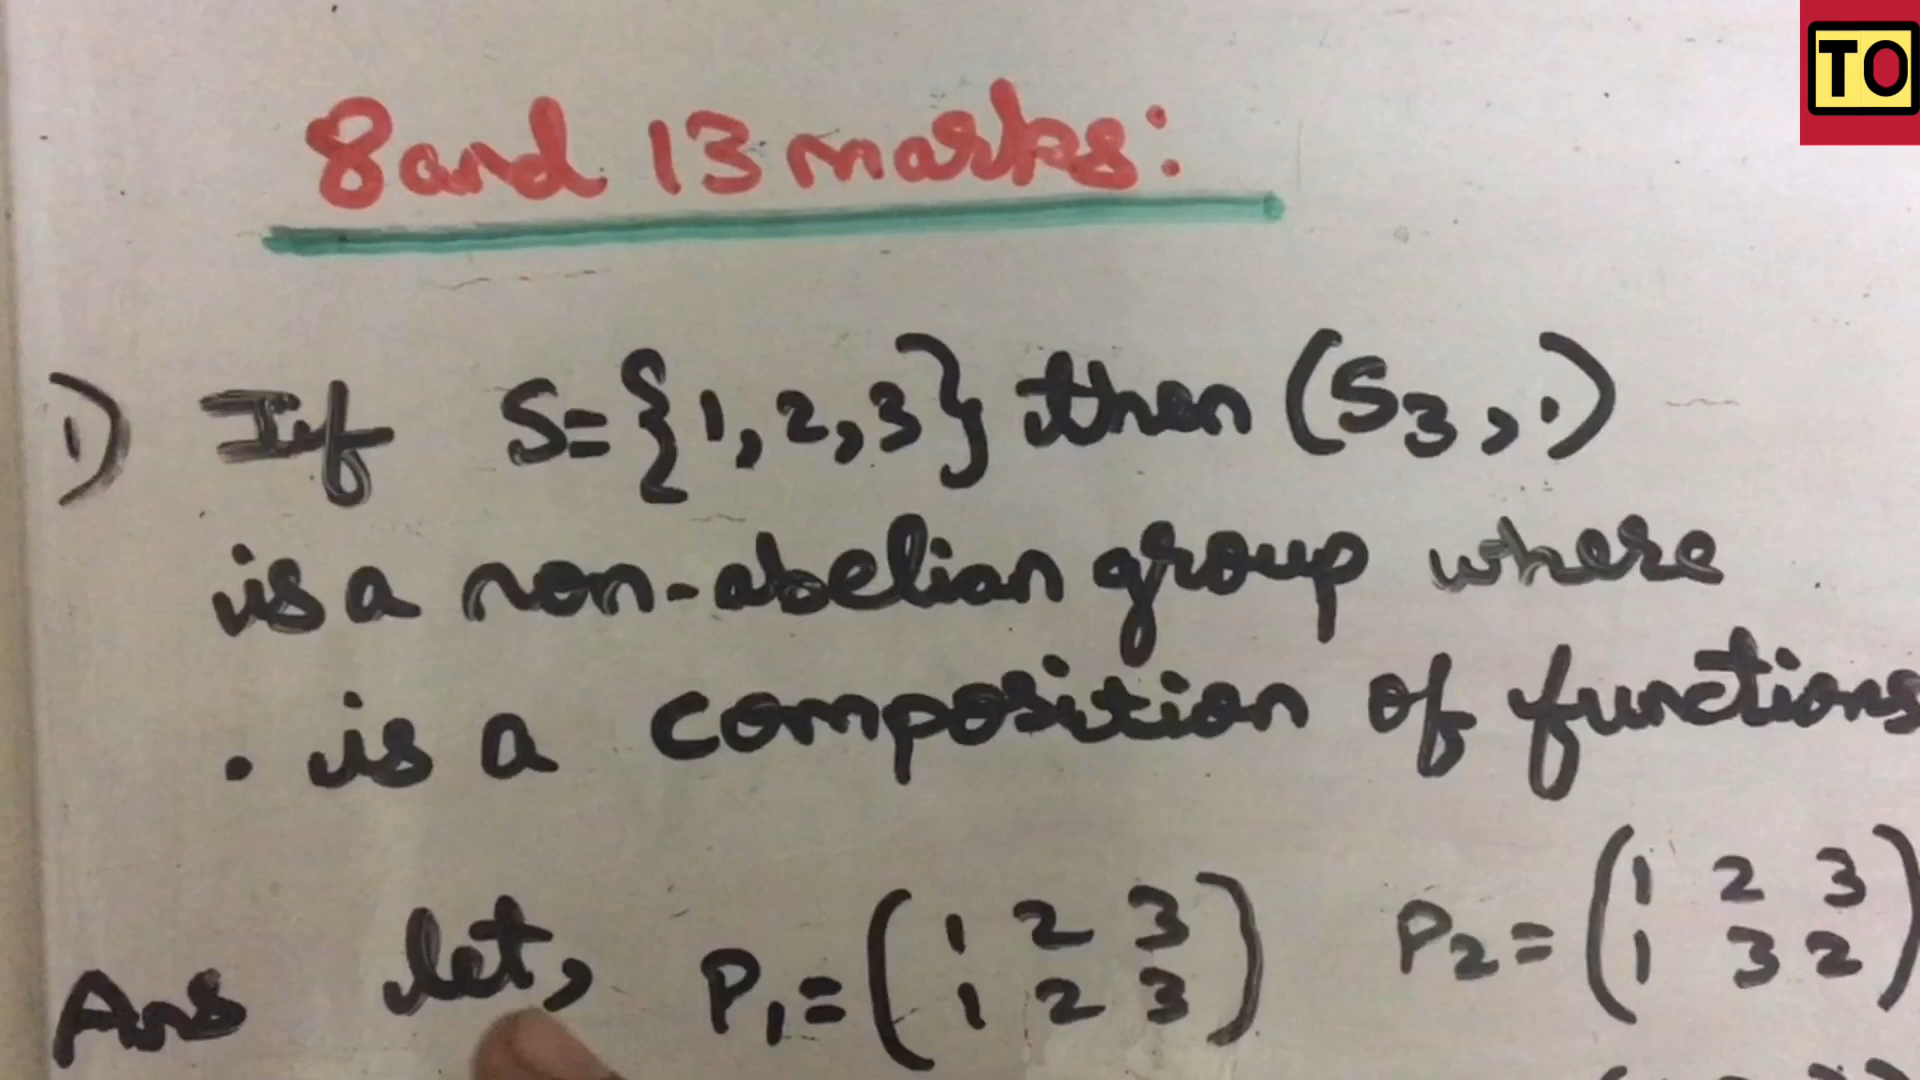 TO
8 and 13 marks:
1) If S={1,2,3} then (S3, .)
is a non-abelian group where
. is a composition of functions
Ans let, P1=(1 2 3 P2=(1 2 3
1 2 3) 1 3 2)